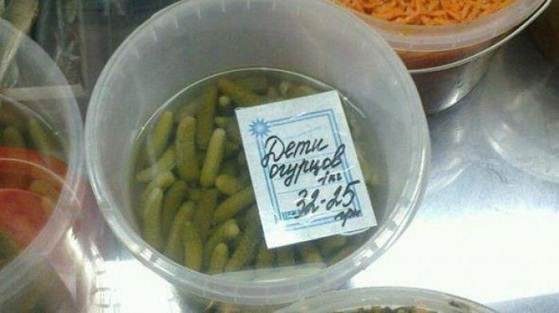 Дети
огурцов
1кг
32-25
грн